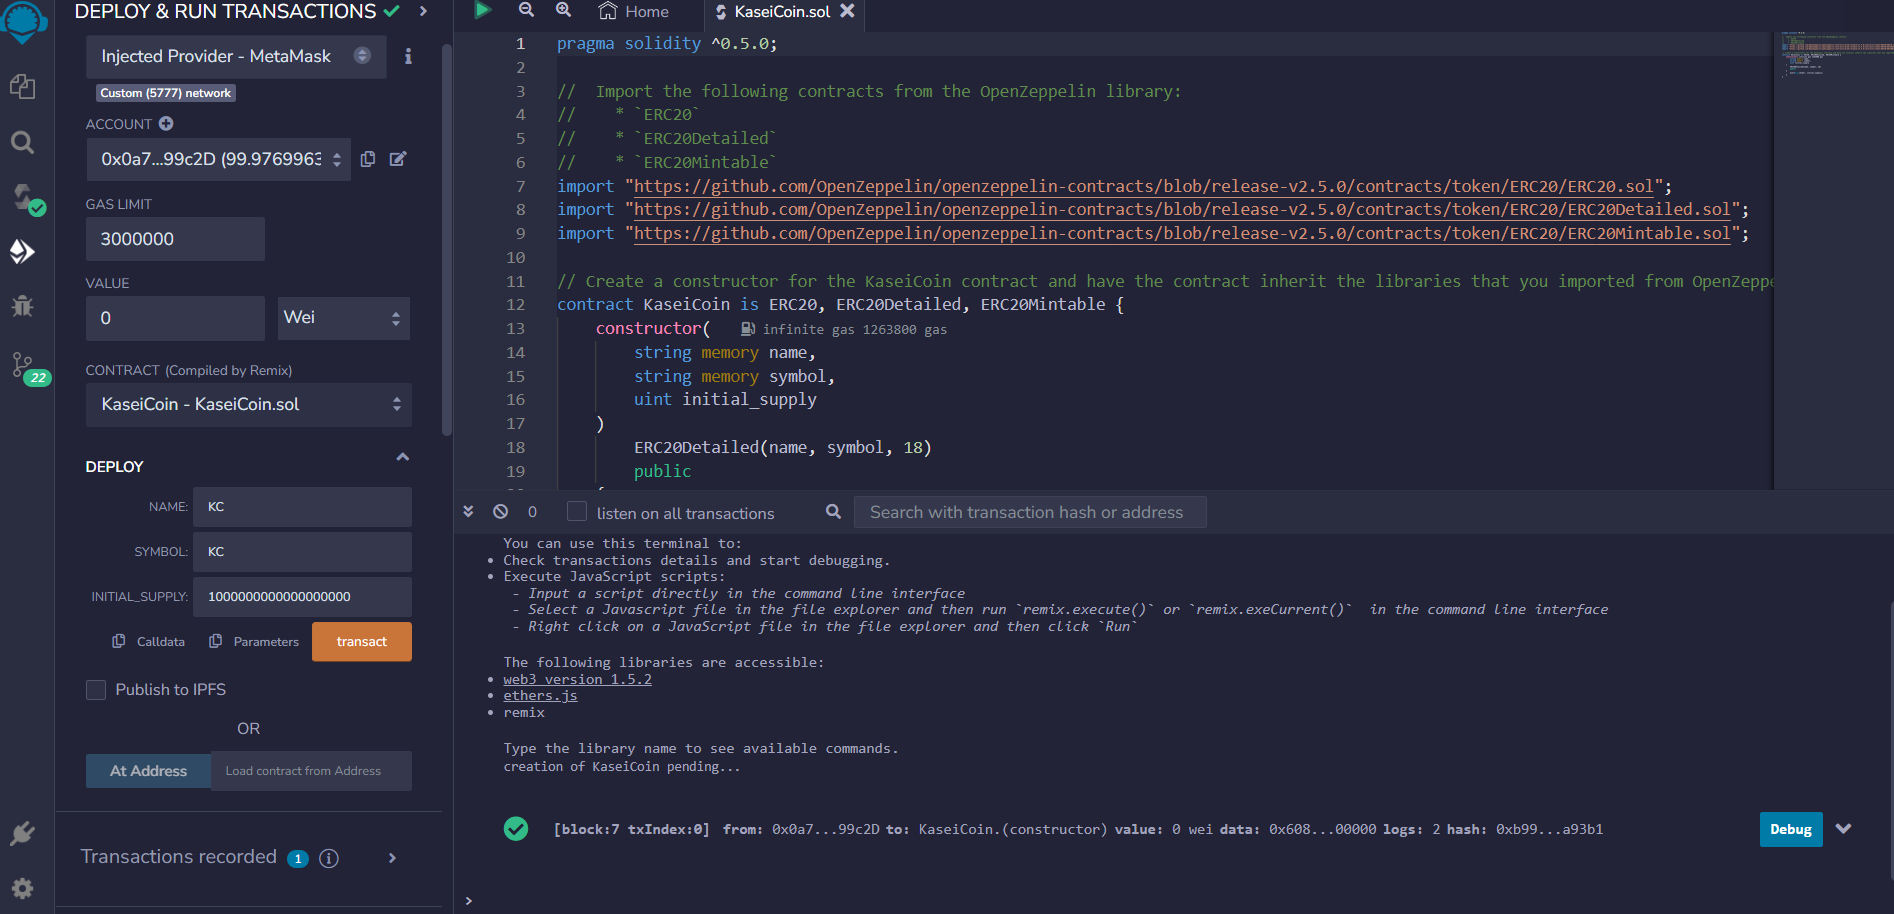 DEPLOY & RUN TRANSACTIONS
Injected Provider - MetaMask
Custom (5777) network
ACCOUNT
0x0a7...99c2D (99.9769963
GAS LIMIT
3000000
VALUE
0
Wei
CONTRACT (Compiled by Remix)
KaseiCoin - KaseiCoin.sol
DEPLOY
NAME: KC
SYMBOL: KC
INITIAL_SUPPLY: 1000000000000000000
Calldata Parameters transact
Publish to IPFS
OR
At Address Load contract from Address
Transactions recorded 1 i
22
Home KaseiCoin.sol
1 pragma solidity ^0.5.0;
2
3 //  Import the following contracts from the OpenZeppelin library:
4 //    * `ERC20`
5 //    * `ERC20Detailed`
6 //    * `ERC20Mintable`
7 import "https://github.com/OpenZeppelin/openzeppelin-contracts/blob/release-v2.5.0/contracts/token/ERC20/ERC20.sol";
8 import "https://github.com/OpenZeppelin/openzeppelin-contracts/blob/release-v2.5.0/contracts/token/ERC20/ERC20Detailed.sol";
9 import "https://github.com/OpenZeppelin/openzeppelin-contracts/blob/release-v2.5.0/contracts/token/ERC20/ERC20Mintable.sol";
10
11 // Create a constructor for the KaseiCoin contract and have the contract inherit the libraries that you imported from OpenZeppe
12 contract KaseiCoin is ERC20, ERC20Detailed, ERC20Mintable {
13     constructor( infinite gas 1263800 gas
14         string memory name,
15         string memory symbol,
16         uint initial_supply
17     )
18         ERC20Detailed(name, symbol, 18)
19         public
0 listen on all transactions Search with transaction hash or address
You can use this terminal to:
• Check transactions details and start debugging.
• Execute JavaScript scripts:
- Input a script directly in the command line interface
- Select a Javascript file in the file explorer and then run `remix.execute()` or `remix.exeCurrent()`  in the command line interface
- Right click on a JavaScript file in the file explorer and then click `Run`
The following libraries are accessible:
• web3 version 1.5.2
• ethers.js
• remix
Type the library name to see available commands.
creation of KaseiCoin pending...
[block:7 txIndex:0] from: 0x0a7...99c2D to: KaseiCoin.(constructor) value: 0 wei data: 0x608...00000 logs: 2 hash: 0xb99...a93b1
Debug
>